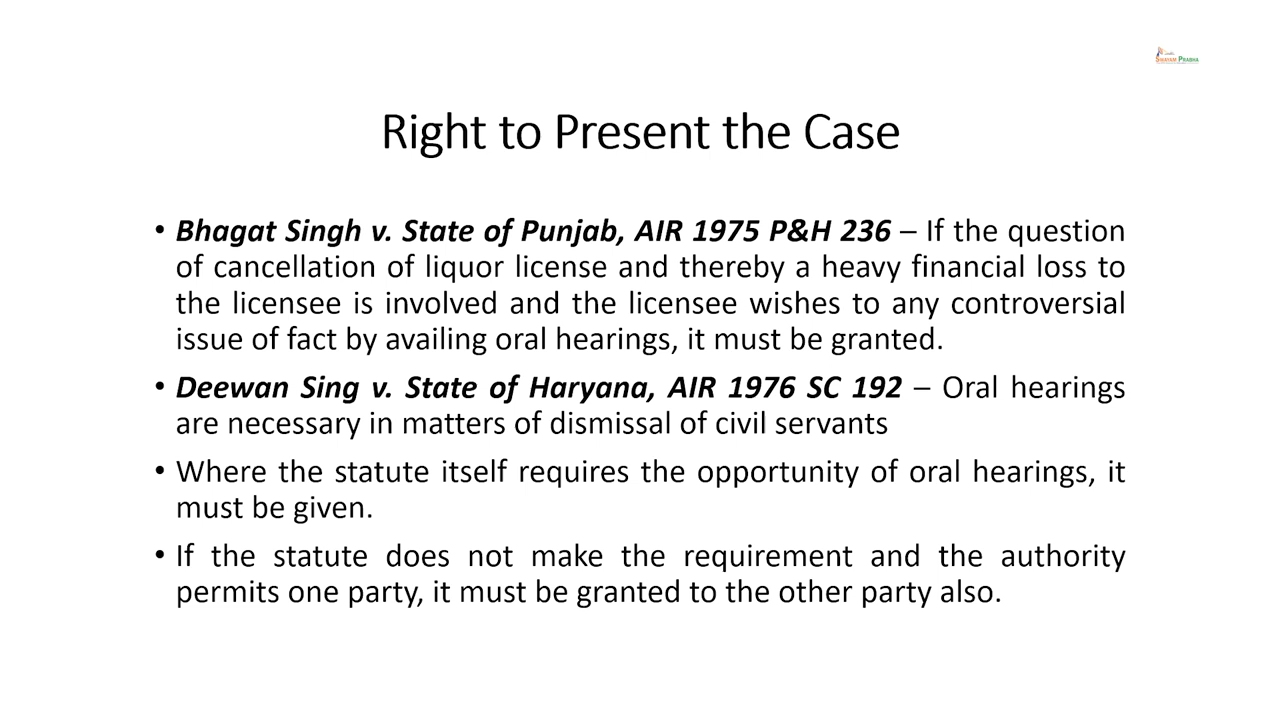 SWAYAM PRABHA
Right to Present the Case
• Bhagat Singh v. State of Punjab, AIR 1975 P&H 236 – If the question
of cancellation of liquor license and thereby a heavy financial loss to
the licensee is involved and the licensee wishes to any controversial
issue of fact by availing oral hearings, it must be granted.
• Deewan Sing v. State of Haryana, AIR 1976 SC 192 – Oral hearings
are necessary in matters of dismissal of civil servants
• Where the statute itself requires the opportunity of oral hearings, it
must be given.
• If the statute does not make the requirement and the authority
permits one party, it must be granted to the other party also.